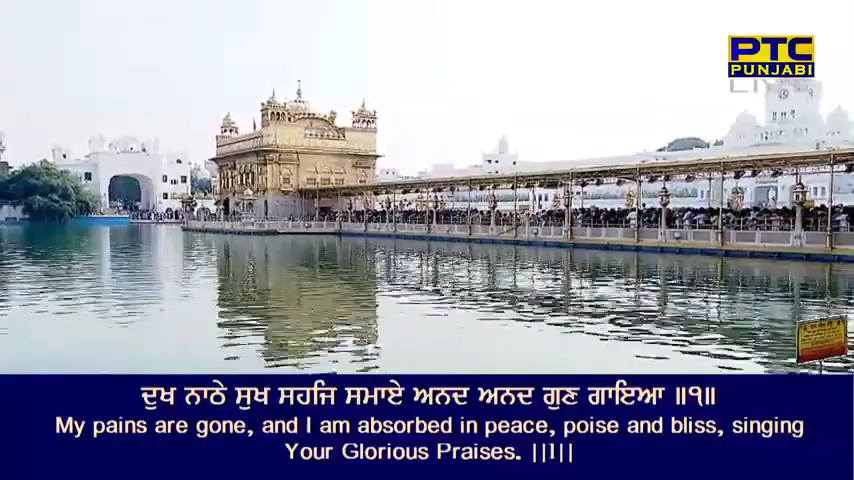 PTC
PUNJABI
LIVE
ਦੁਖ ਨਾਠੇ ਸੁਖ ਸਹਜਿ ਸਮਾਏ ਅਨਦ ਅਨਦ ਗੁਣ ਗਾਇਆ ॥੧॥
My pains are gone, and I am absorbed in peace, poise and bliss, singing
Your Glorious Praises. ||1||